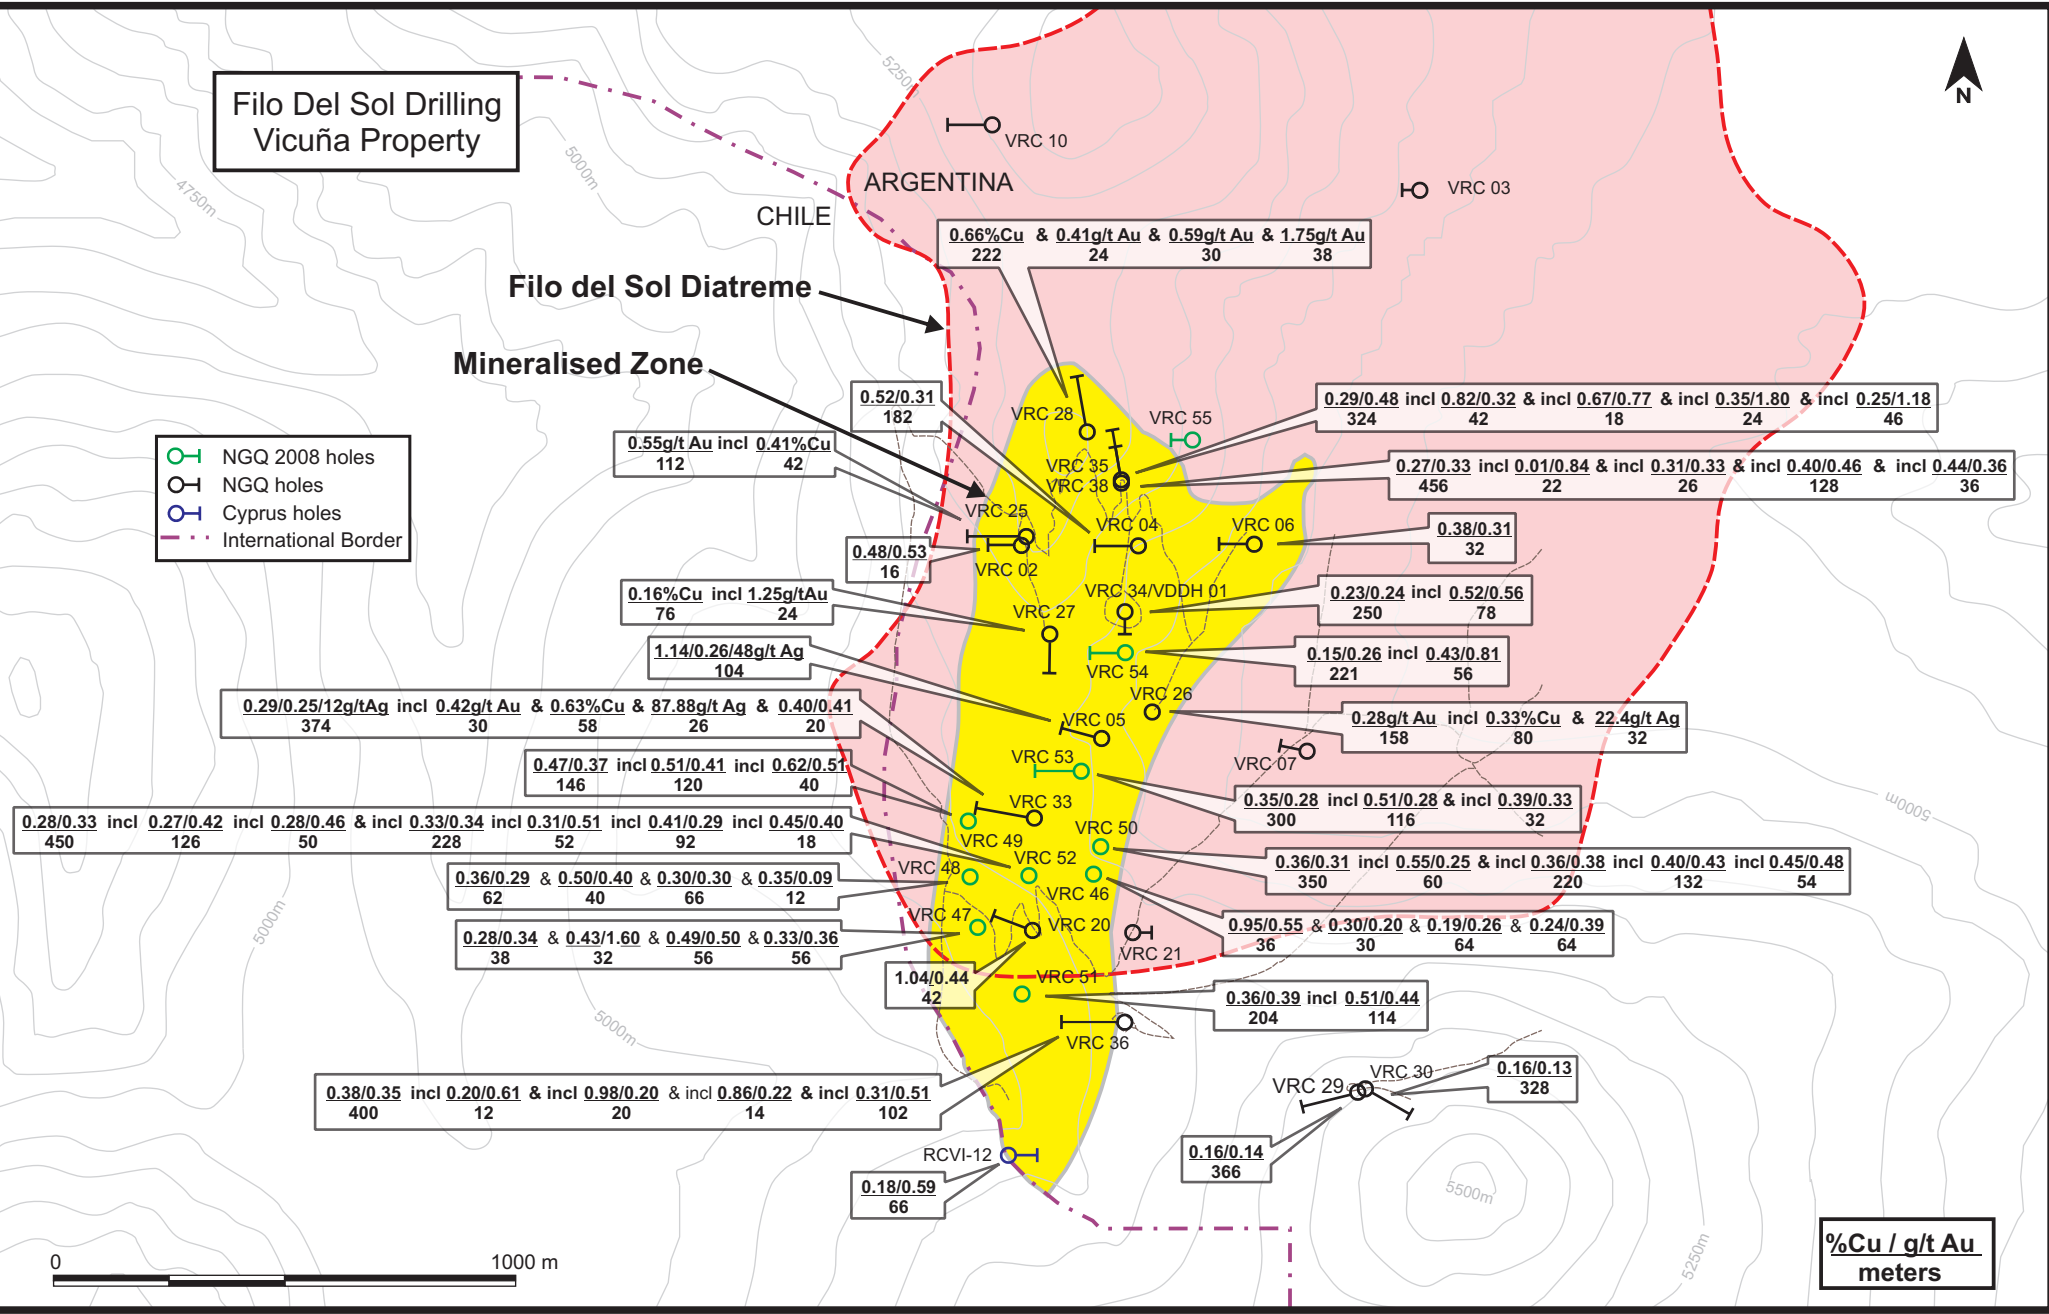 Filo Del Sol Drilling
Vicuña Property
N
5250m
5000m
4750m
VRC 10
VRC 03
ARGENTINA
CHILE
0.66%Cu & 0.41g/t Au & 0.59g/t Au & 1.75g/t Au
222 24 30 38
Filo del Sol Diatreme
Mineralised Zone
0.52/0.31
182
VRC 28
VRC 55
0.29/0.48 incl 0.82/0.32 & incl 0.67/0.77 & incl 0.35/1.80 & incl 0.25/1.18
324 42 18 24 46
0.55g/t Au incl 0.41%Cu
112 42
NGQ 2008 holes
NGQ holes
Cyprus holes
International Border
VRC 35
VRC 38
0.27/0.33 incl 0.01/0.84 & incl 0.31/0.33 & incl 0.40/0.46 & incl 0.44/0.36
456 22 26 128 36
VRC 25
VRC 04
VRC 06
0.38/0.31
32
0.48/0.53
16
VRC 02
0.16%Cu incl 1.25g/tAu
76 24
VRC 27
VRC 34/VDDH 01
0.23/0.24 incl 0.52/0.56
250 78
1.14/0.26/48g/t Ag
104
VRC 54
0.15/0.26 incl 0.43/0.81
221 56
VRC 26
0.29/0.25/12g/tAg incl 0.42g/t Au & 0.63%Cu & 87.88g/t Ag & 0.40/0.41
374 30 58 26 20
VRC 05
0.28g/t Au incl 0.33%Cu & 22.4g/t Ag
158 80 32
VRC 53
VRC 07
0.47/0.37 incl 0.51/0.41 incl 0.62/0.51
146 120 40
VRC 33
0.35/0.28 incl 0.51/0.28 & incl 0.39/0.33
300 116 32
5000m
0.28/0.33 incl 0.27/0.42 incl 0.28/0.46 & incl 0.33/0.34 incl 0.31/0.51 incl 0.41/0.29 incl 0.45/0.40
450 126 50 228 52 92 18
VRC 49
VRC 50
VRC 52
0.36/0.31 incl 0.55/0.25 & incl 0.36/0.38 incl 0.40/0.43 incl 0.45/0.48
350 60 220 132 54
VRC 48
0.36/0.29 & 0.50/0.40 & 0.30/0.30 & 0.35/0.09
62 40 66 12
VRC 46
VRC 47
VRC 20
0.95/0.55 & 0.30/0.20 & 0.19/0.26 & 0.24/0.39
36 30 64 64
5000m
0.28/0.34 & 0.43/1.60 & 0.49/0.50 & 0.33/0.36
38 32 56 56
VRC 21
1.04/0.44
42
VRC 51
0.36/0.39 incl 0.51/0.44
204 114
5000m
VRC 36
0.38/0.35 incl 0.20/0.61 & incl 0.98/0.20 & incl 0.86/0.22 & incl 0.31/0.51
400 12 20 14 102
VRC 29
VRC 30
0.16/0.13
328
RCVI-12
0.16/0.14
366
0.18/0.59
66
5500m
5250m
0 1000 m
%Cu / g/t Au
meters